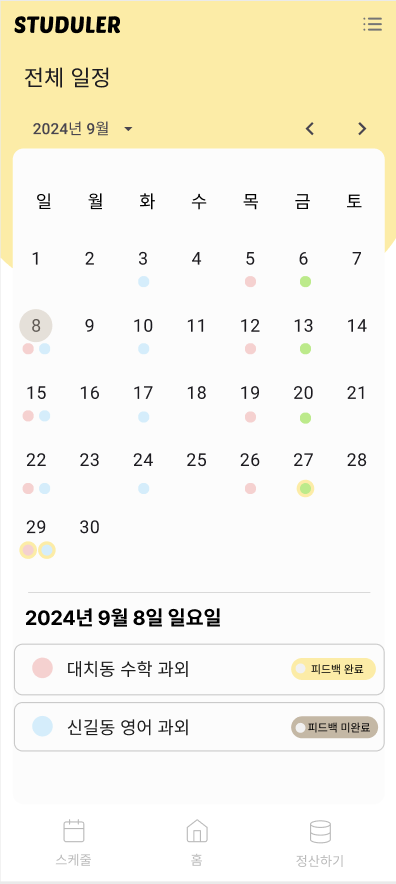 STUDULER
전체 일정
2024년 9월
일 월 화 수 목 금 토
1 2 3 4 5 6 7
8 9 10 11 12 13 14
15 16 17 18 19 20 21
22 23 24 25 26 27 28
29 30
2024년 9월 8일 일요일
대치동 수학 과외 피드백 완료
신길동 영어 과외 피드백 미완료
스케줄 홈 정산하기